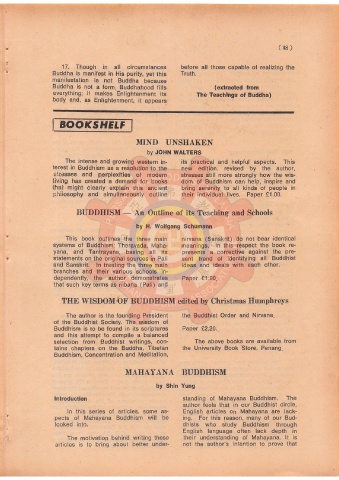 ( 48 )
17. Though in all circumstances
Buddha is manifest in His purity, yet this
manifestation is not Buddha because
Buddha is not a form, Buddhahood fills
everything; it makes Enlightenment its
body and, as Enlightenment, it appears
before all those capable of realizing the
Truth.
(extracted from
The Teachings of Buddha)
BOOKSHELF
MIND UNSHAKEN
by JOHN WALTERS
The intense and growing western in-
terest in Buddhism as a resolution to the
stresses and perplexities of modern
living has created a demand for books
that might clearly explain this ancient
philosophy and simultaneously outline
its practical and helpful aspects. This
new edition, revised by the author,
stresses still more strongly how the wis-
dom of Buddhism can help, inspire and
bring serenity to all kinds of people in
their individual lives. Paper £1.00.
BUDDHISM — An Outline of its Teaching and Schools
by H. Wolfgang Schumann
This book outlines the three main
systems of Buddhism; Theravada, Maha-
yana, and Tantrayana, basing all the
statements on the original sources in Pali
and Sanskrit. In treating the three main
branches and their various schools in-
dependently, the author demonstrates
that such key terms as nibana (Pali) and
nirvana (Sanskrit) do not bear identical
meanings. In this respect the book re-
presents a corrective against the pre-
sent trend of identifying all Buddhist
ideas and ideals with each other.
Paper
THE WISDOM OF BUDDHISM edited by Christmas Humphreys
The author is the founding President
of the Buddhist Society. The wisdom of
Buddhism is to be found in its scriptures
and this attempt to compile a balanced
selection from Buddhist writings, con-
tains chapters on the Buddha, Tibetan
Buddhism, Concentration and Meditation,
the Buddhist Order and Nirvana.
Paper £2.20.
The above books are available from
the University Book Store, Penang.
MAHAYANA BUDDHISM
by Shin Yung
Introduction
In this series of articles, some as-
pects of Mahayana Buddhism will be
looked into.
The motivation behind writing these
articles is to bring about better under-
standing of Mahayana Buddhism. The
author feels that in our Buddhist circle,
English articles on Mahayana are lack-
ing. For this reason, many of our Bud-
dhists who study Buddhism through
English language often lack depth in
their understanding of Mahayana. It is
not the author's intention to prove that